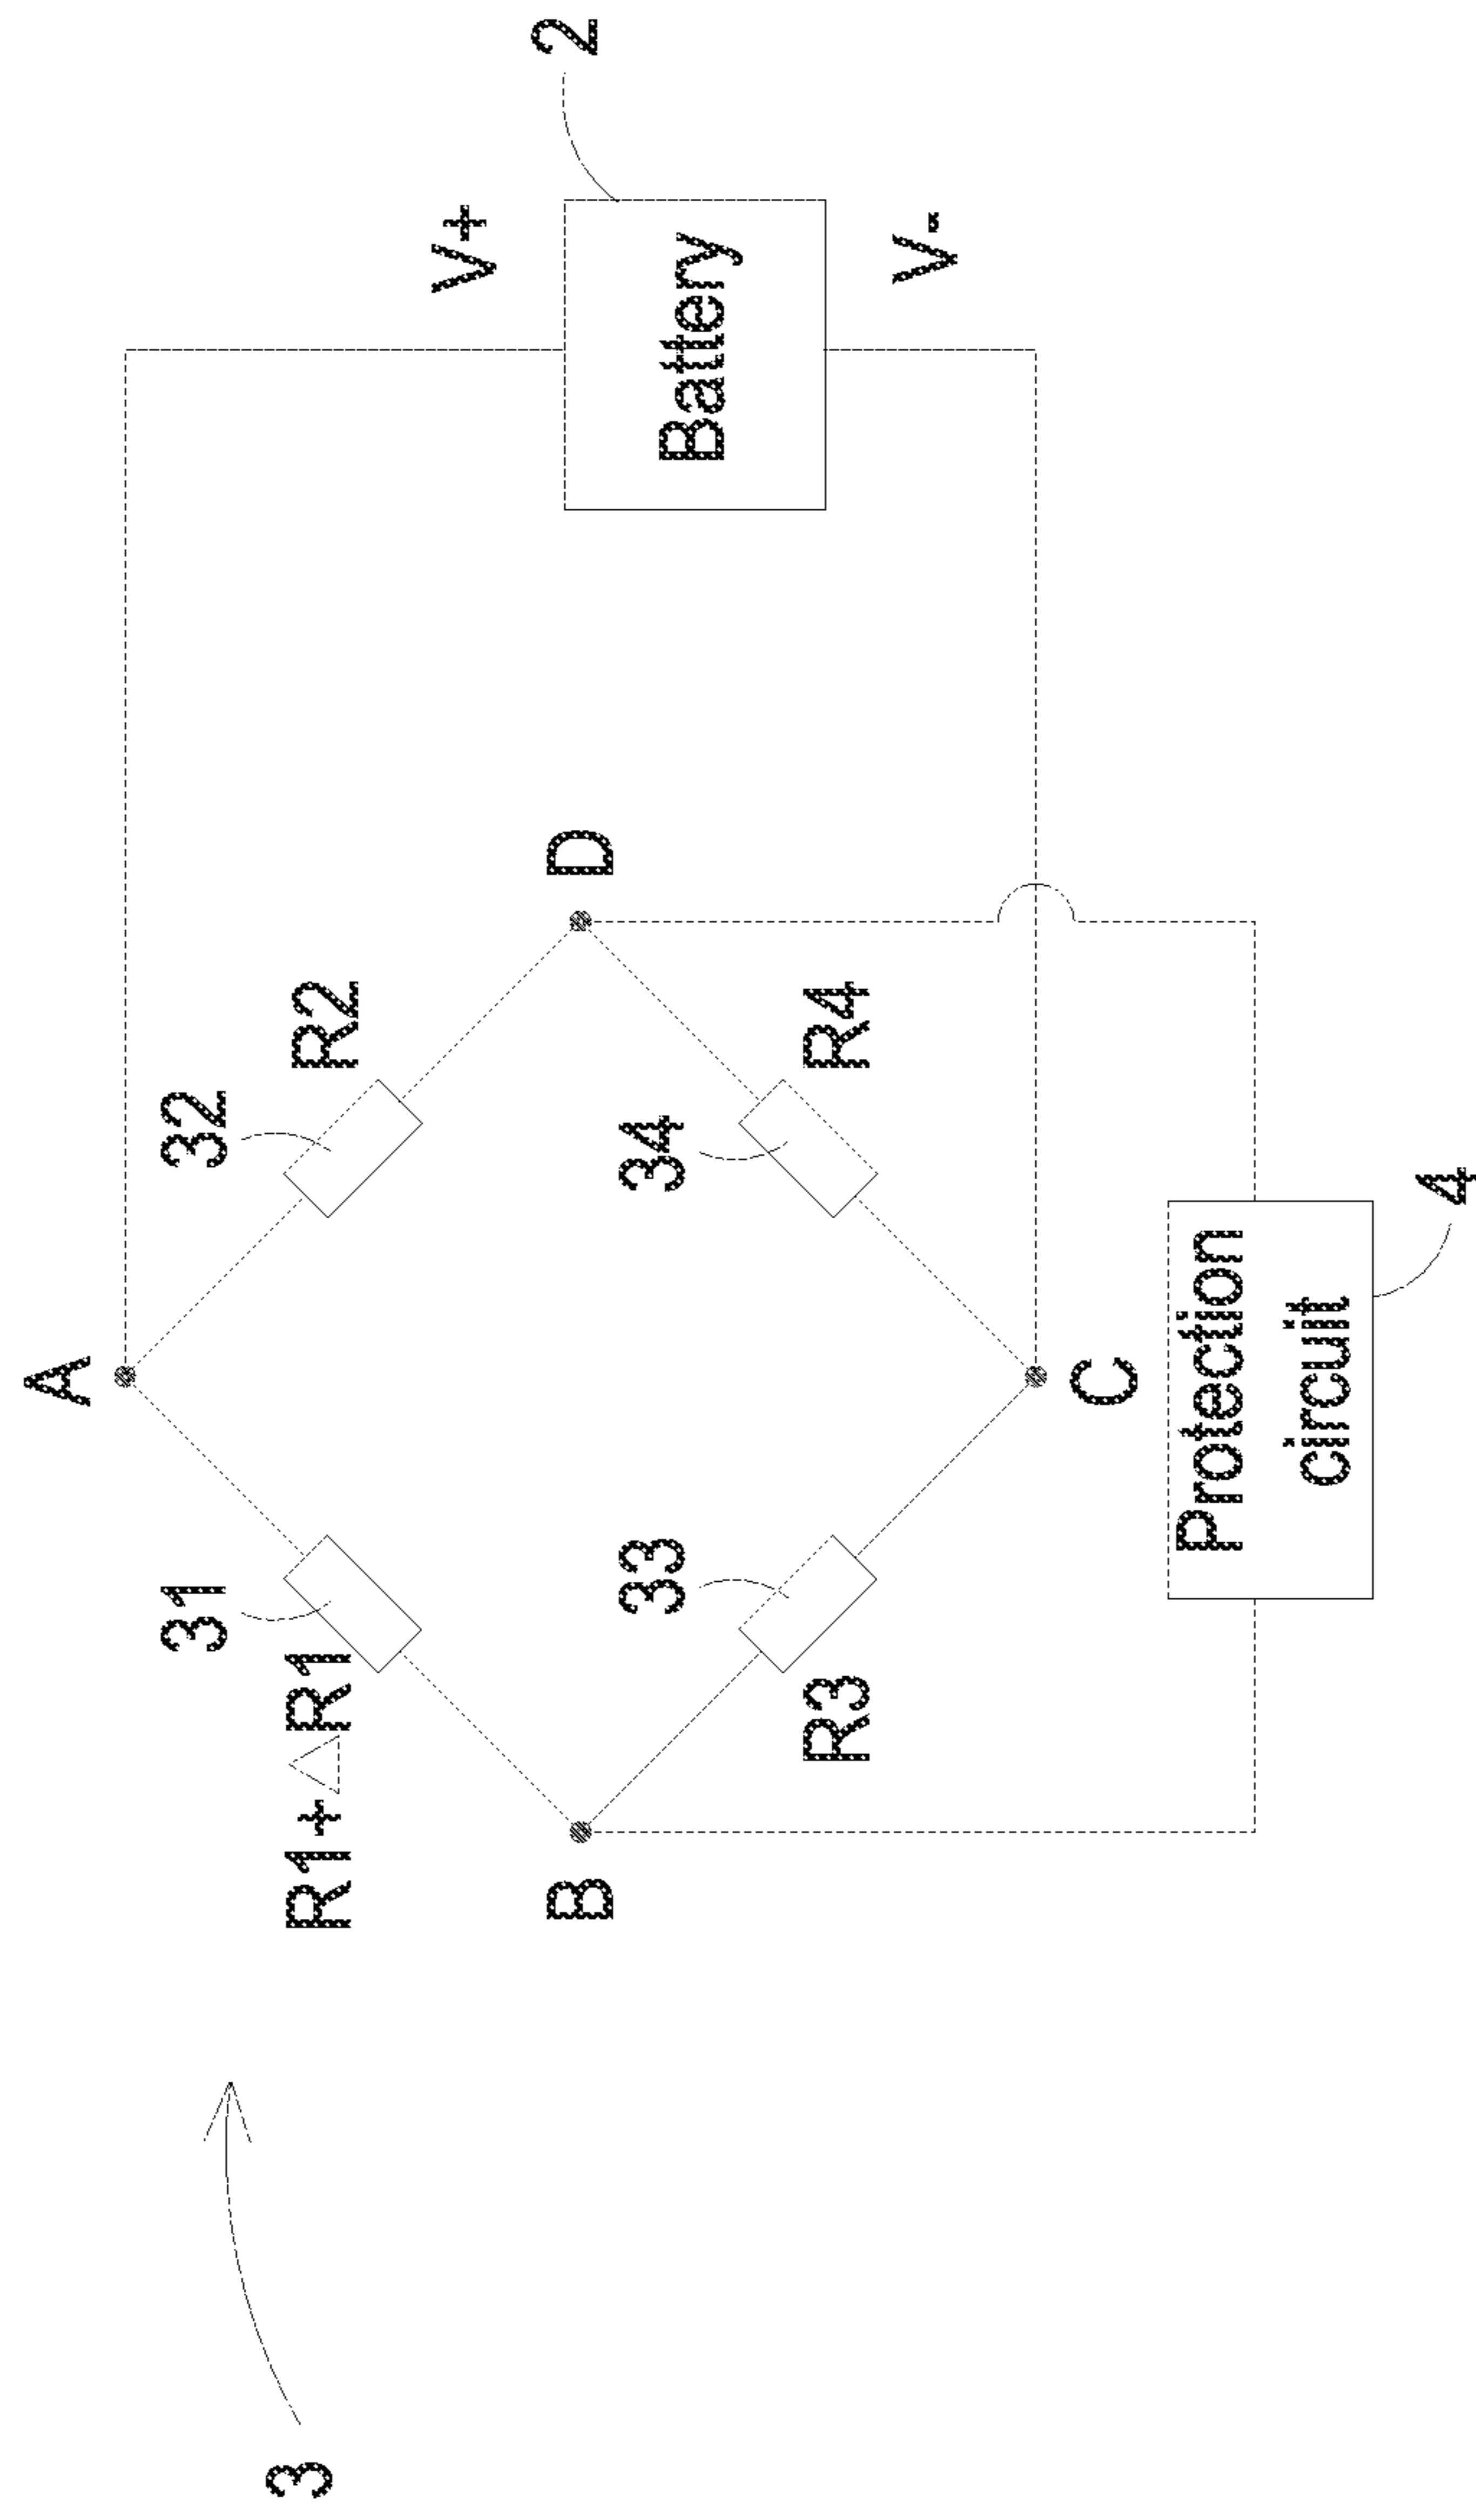 A
31
32
R1+△R1
R2
V+
2
B
D
Battery
33
34
R3
R4
V-
C
Protection
circuit
4
3